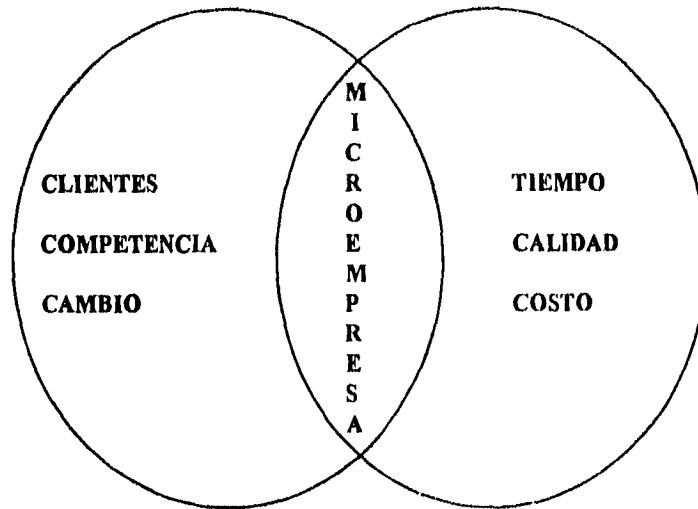 CLIENTES
COMPETENCIA
CAMBIO
MICROEMPRESA
TIEMPO
CALIDAD
COSTO